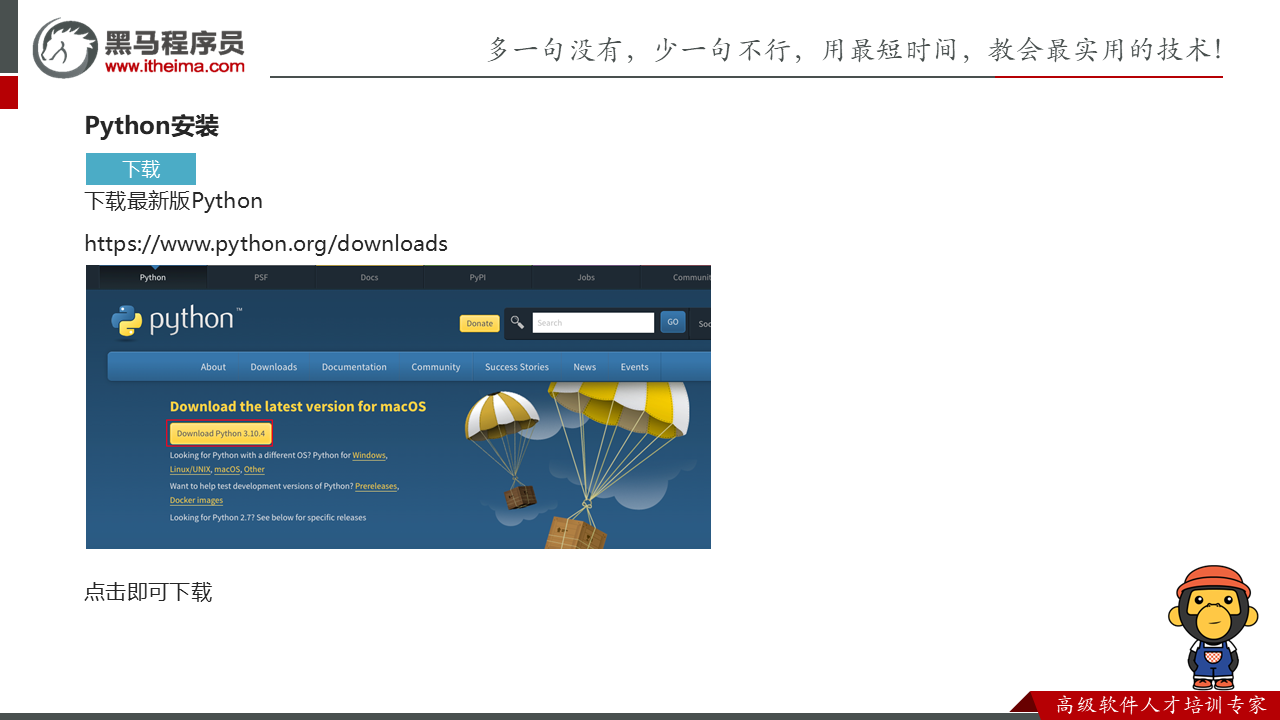 黑马程序员
www.itheima.com
多一句没有，少一句不行，用最短时间，教会最实用的技术！
Python安装
下载
下载最新版Python
https://www.python.org/downloads
Python PSF Docs PyPI Jobs
python™
Donate Search GO
About Downloads Documentation Community Success Stories News Events
Download the latest version for macOS
Download Python 3.10.4
Looking for Python with a different OS? Python for Windows,
Linux/UNIX, macOS, Other
Want to help test development versions of Python? Prereleases,
Docker images
Looking for Python 2.7? See below for specific releases
点击即可下载
高级软件人才培训专家